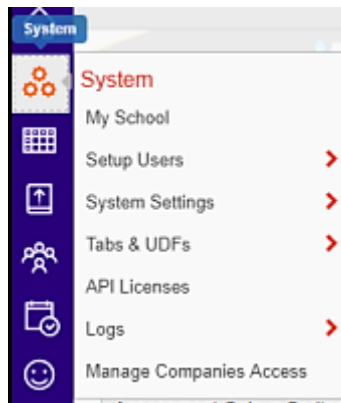 System
System
My School
Setup Users
System Settings
Tabs & UDFs
API Licenses
Logs
Manage Companies Access